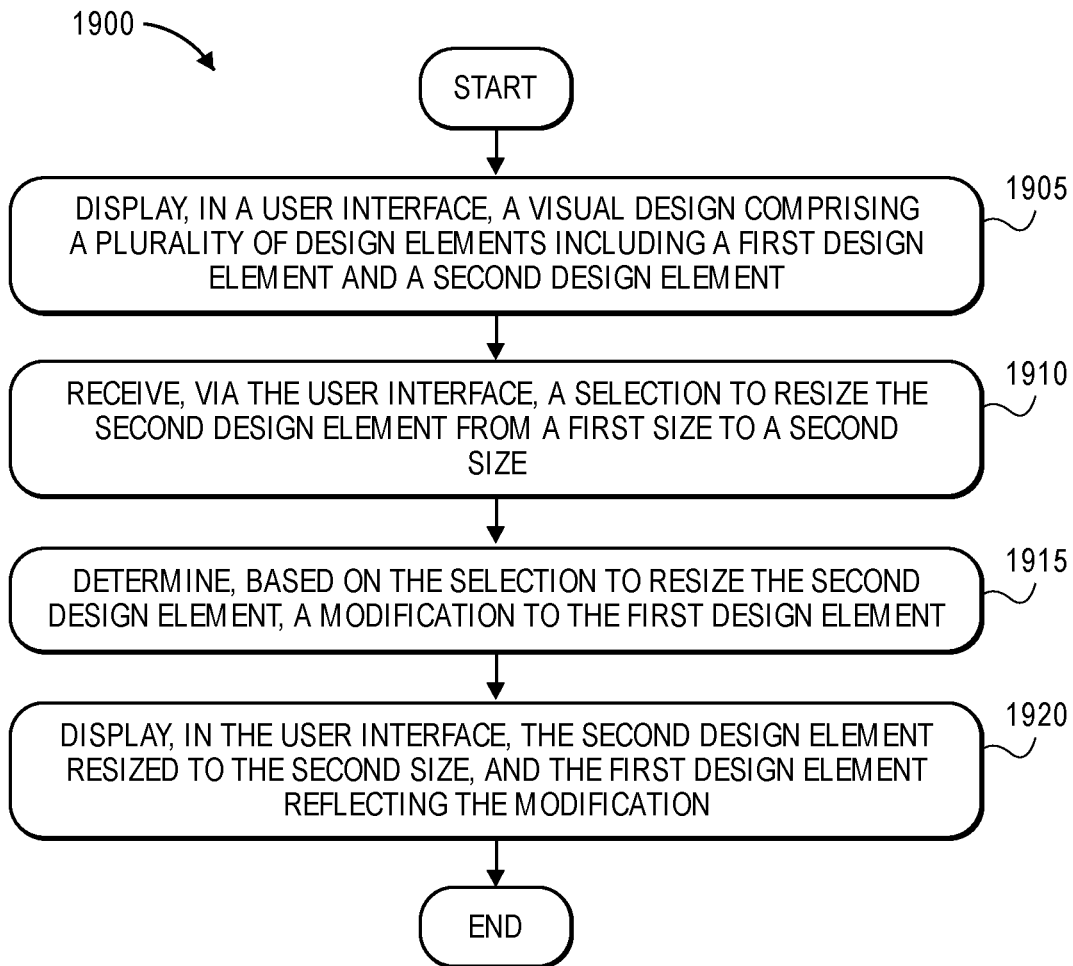 1900
START
DISPLAY, IN A USER INTERFACE, A VISUAL DESIGN COMPRISING
A PLURALITY OF DESIGN ELEMENTS INCLUDING A FIRST DESIGN
ELEMENT AND A SECOND DESIGN ELEMENT
1905
RECEIVE, VIA THE USER INTERFACE, A SELECTION TO RESIZE THE
SECOND DESIGN ELEMENT FROM A FIRST SIZE TO A SECOND
SIZE
1910
DETERMINE, BASED ON THE SELECTION TO RESIZE THE SECOND
DESIGN ELEMENT, A MODIFICATION TO THE FIRST DESIGN ELEMENT
1915
DISPLAY, IN THE USER INTERFACE, THE SECOND DESIGN ELEMENT
RESIZED TO THE SECOND SIZE, AND THE FIRST DESIGN ELEMENT
REFLECTING THE MODIFICATION
1920
END